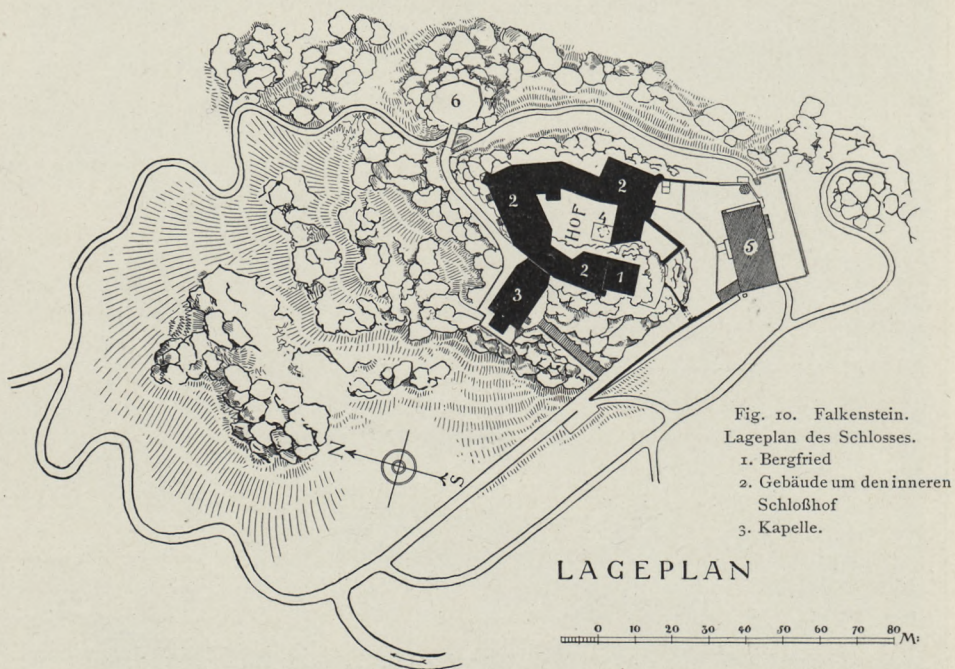 6
2
2
4
HOF
5
2
1
3
N
S
Fig. 10. Falkenstein.
Lageplan des Schlosses.
1. Bergfried
2. Gebäude um den inneren
Schloßhof
3. Kapelle.
LAGEPLAN
0 10 20 30 40 50 60 70 80 M: